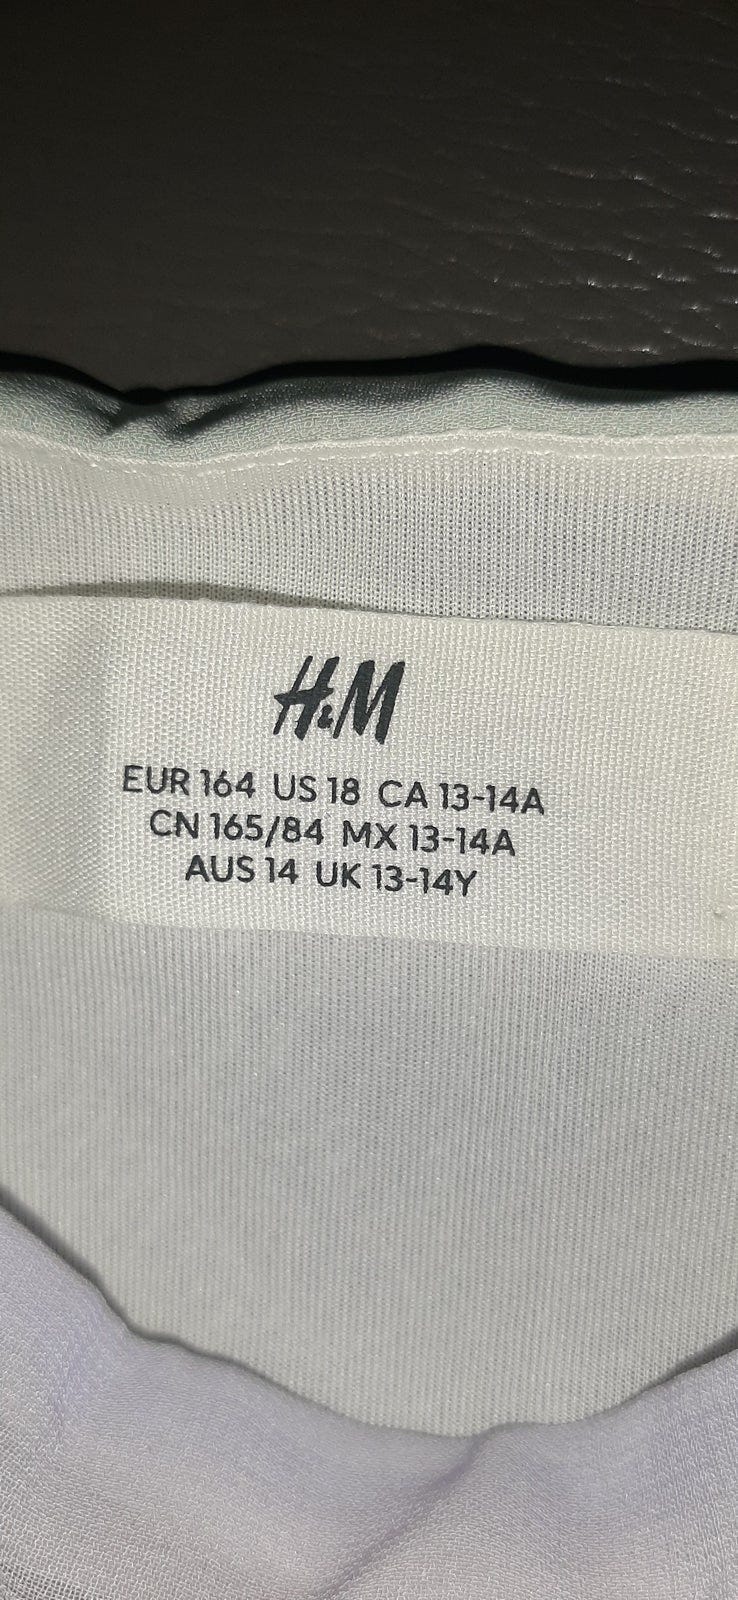 H&M
EUR 164 US 18 CA 13-14A
CN 165/84 MX 13-14A
AUS 14 UK 13-14Y